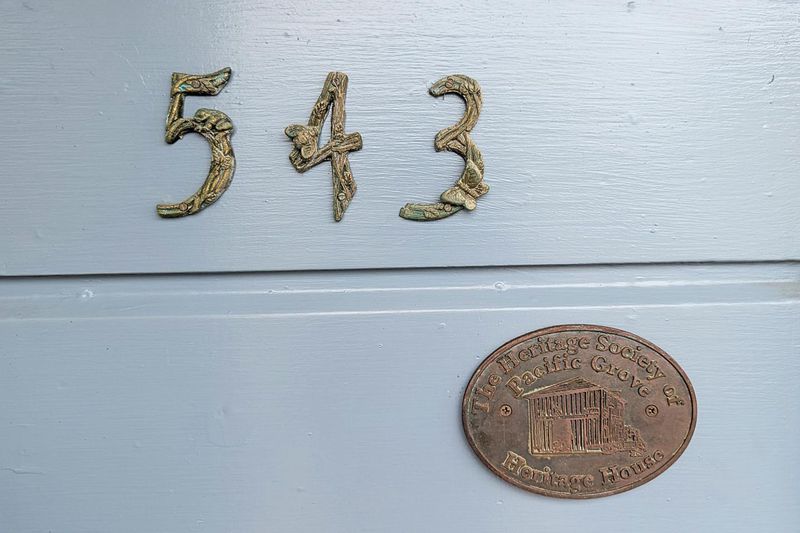 543
The Heritage Society of
Pacific Grove
Heritage House